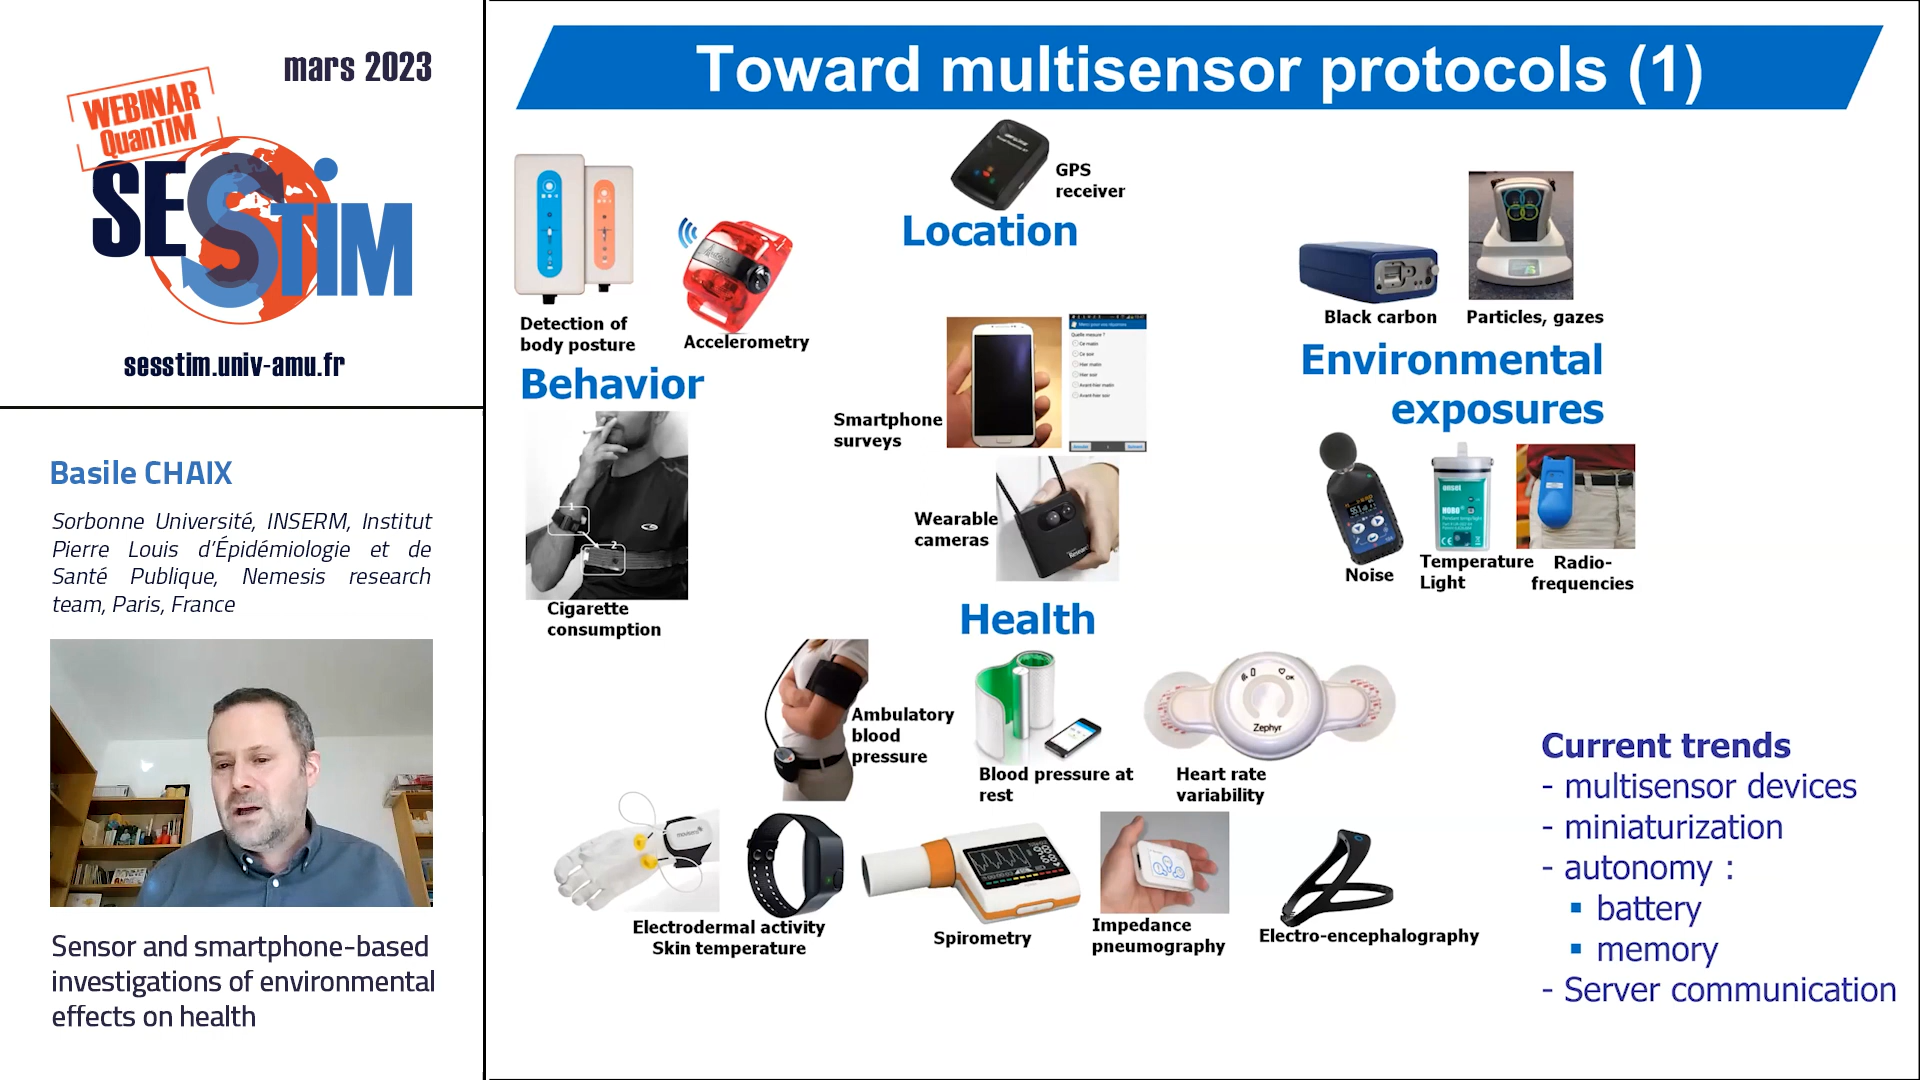 mars 2023
WEBINAR
QuanTIM
SESSTIM
sesstim.univ-amu.fr
Basile CHAIX
Sorbonne Université, INSERM, Institut
Pierre Louis d'Épidémiologie et de
Santé Publique, Nemesis research
team, Paris, France
Sensor and smartphone-based
investigations of environmental
effects on health
Toward multisensor protocols (1)
GPS
receiver
Location
Detection of
body posture
Accelerometry
Behavior
1
2
Cigarette
consumption
Smartphone
surveys
Wearable
cameras
Black carbon
Particles, gazes
Environmental
exposures
Noise
onset
HOBO
Temperature
Light
Radio-
frequencies
Health
Ambulatory
blood
pressure
Blood pressure at
rest
OK
Zephyr
Heart rate
variability
Electrodermal activity
Skin temperature
Spirometry
Impedance
pneumography
Electro-encephalography
Current trends
- multisensor devices
- miniaturization
- autonomy :
▪ battery
▪ memory
- Server communication